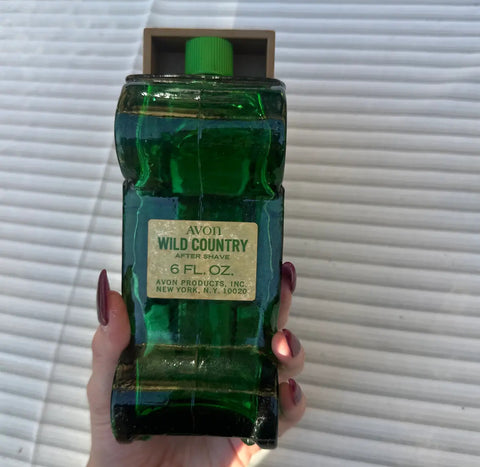 AVON
WILD COUNTRY
AFTER SHAVE
6 FL. OZ.
AVON PRODUCTS, INC.
NEW YORK, N.Y. 10020